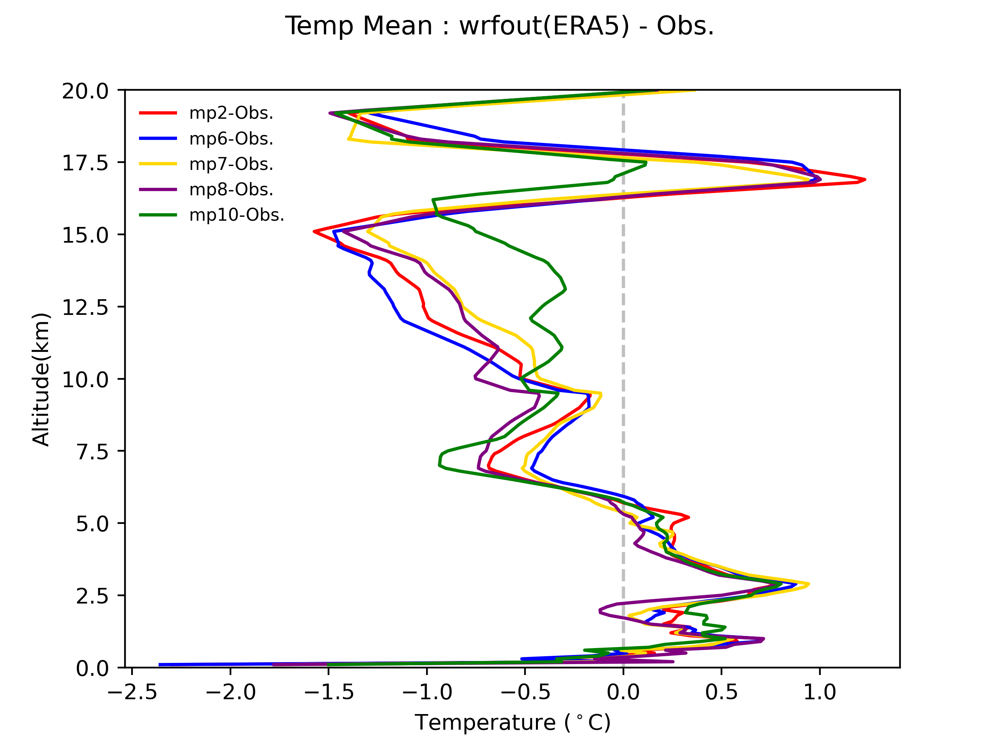 Temp Mean : wrfout(ERA5) - Obs.
20.0
17.5
15.0
12.5
10.0
7.5
5.0
2.5
0.0
Altitude(km)
mp2-Obs.
mp6-Obs.
mp7-Obs.
mp8-Obs.
mp10-Obs.
−2.5 −2.0 −1.5 −1.0 −0.5 0.0 0.5 1.0
Temperature (°C)